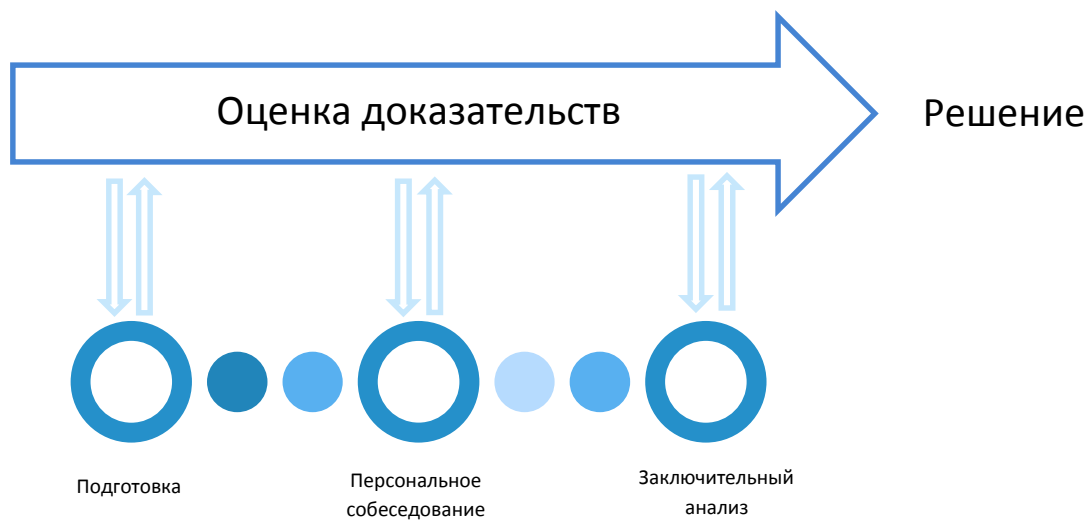 Оценка доказательств
Решение
Подготовка
Персональное
собеседование
Заключительный
анализ